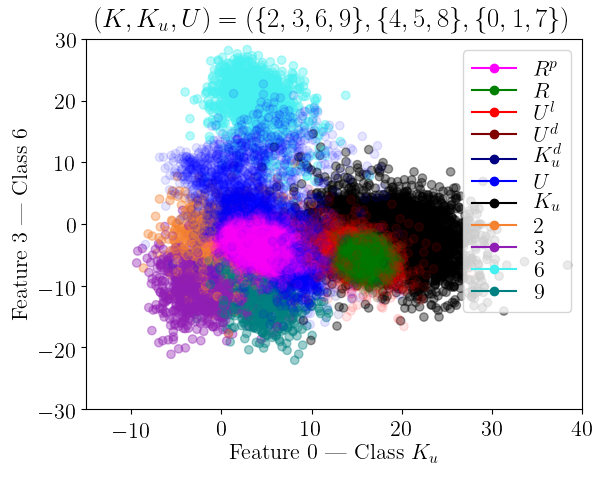 (K, K_u, U) = ({2, 3, 6, 9}, {4, 5, 8}, {0, 1, 7})
Feature 3 — Class 6
30
20
10
0
−10
−20
−30
−10
0
10
20
30
40
Feature 0 — Class K_u
R^p
R
U^l
U^d
K_u^d
U
K_u
2
3
6
9